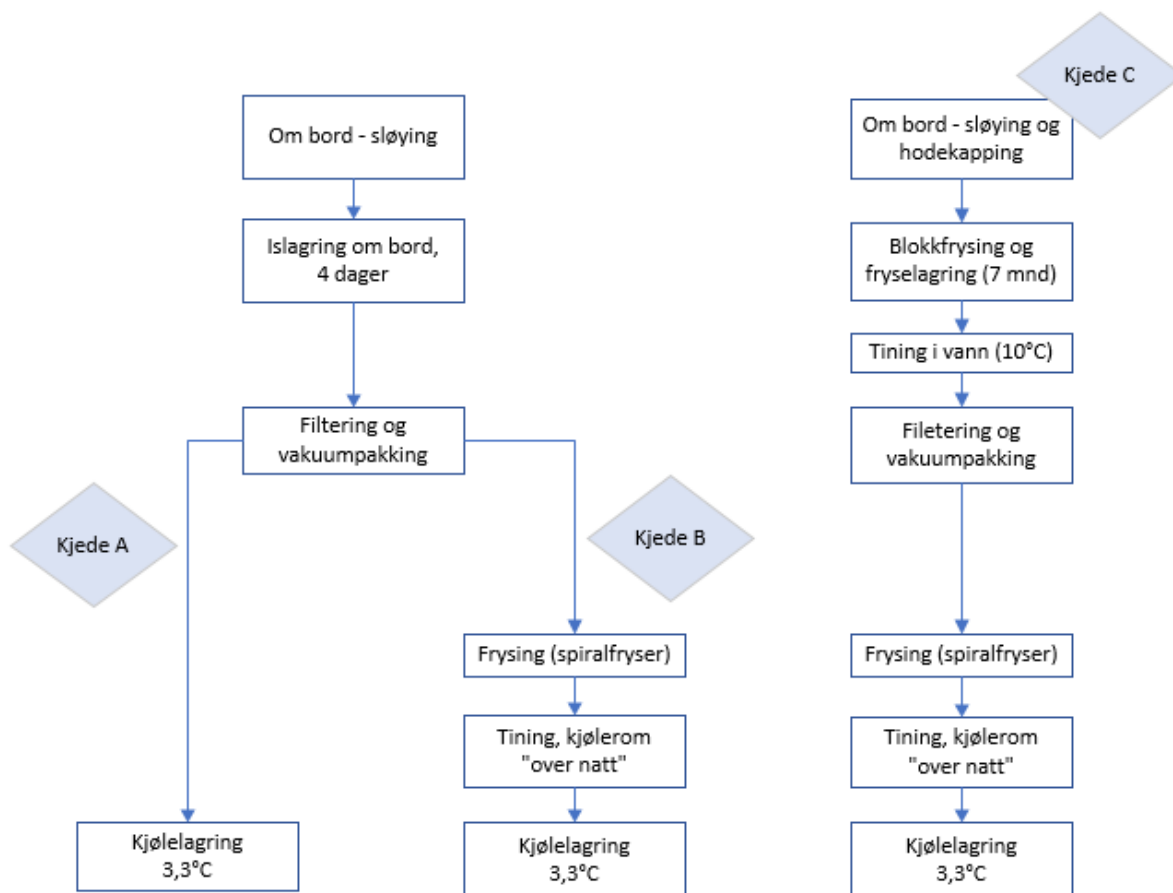 Kjede C
Om bord - sløying
Om bord - sløying og
hodekapping
Islagring om bord,
4 dager
Blokkfrysing og
fryselagring (7 mnd)
Tining i vann (10°C)
Filtering og
vakuumpakking
Filetering og
vakuumpakking
Kjede A
Kjede B
Frysing (spiralfryser)
Frysing (spiralfryser)
Tining, kjølerom
"over natt"
Tining, kjølerom
"over natt"
Kjølelagring
3,3°C
Kjølelagring
3,3°C
Kjølelagring
3,3°C